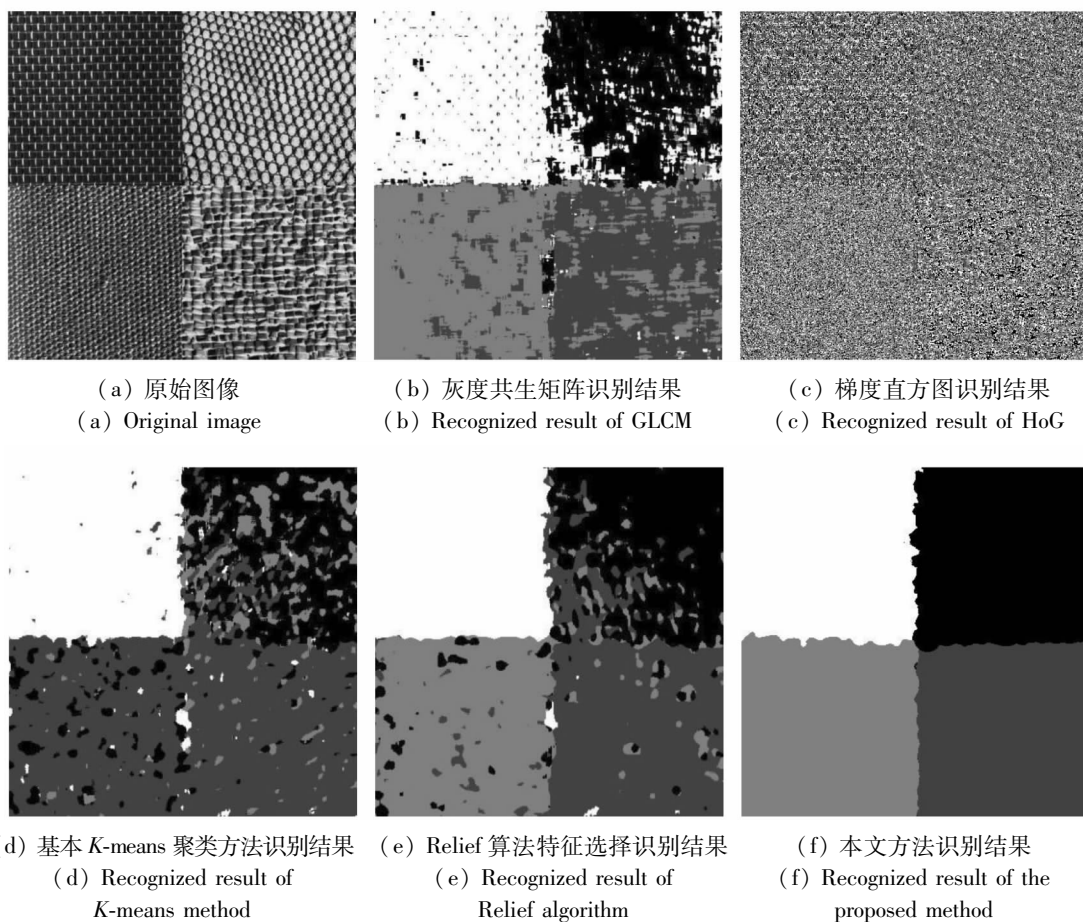 (a) 原始图像
(a) Original image
(b) 灰度共生矩阵识别结果
(b) Recognized result of GLCM
(c) 梯度直方图识别结果
(c) Recognized result of HoG
(d) 基本 K-means 聚类方法识别结果
(d) Recognized result of
K-means method
(e) Relief 算法特征选择识别结果
(e) Recognized result of
Relief algorithm
(f) 本文方法识别结果
(f) Recognized result of the
proposed method